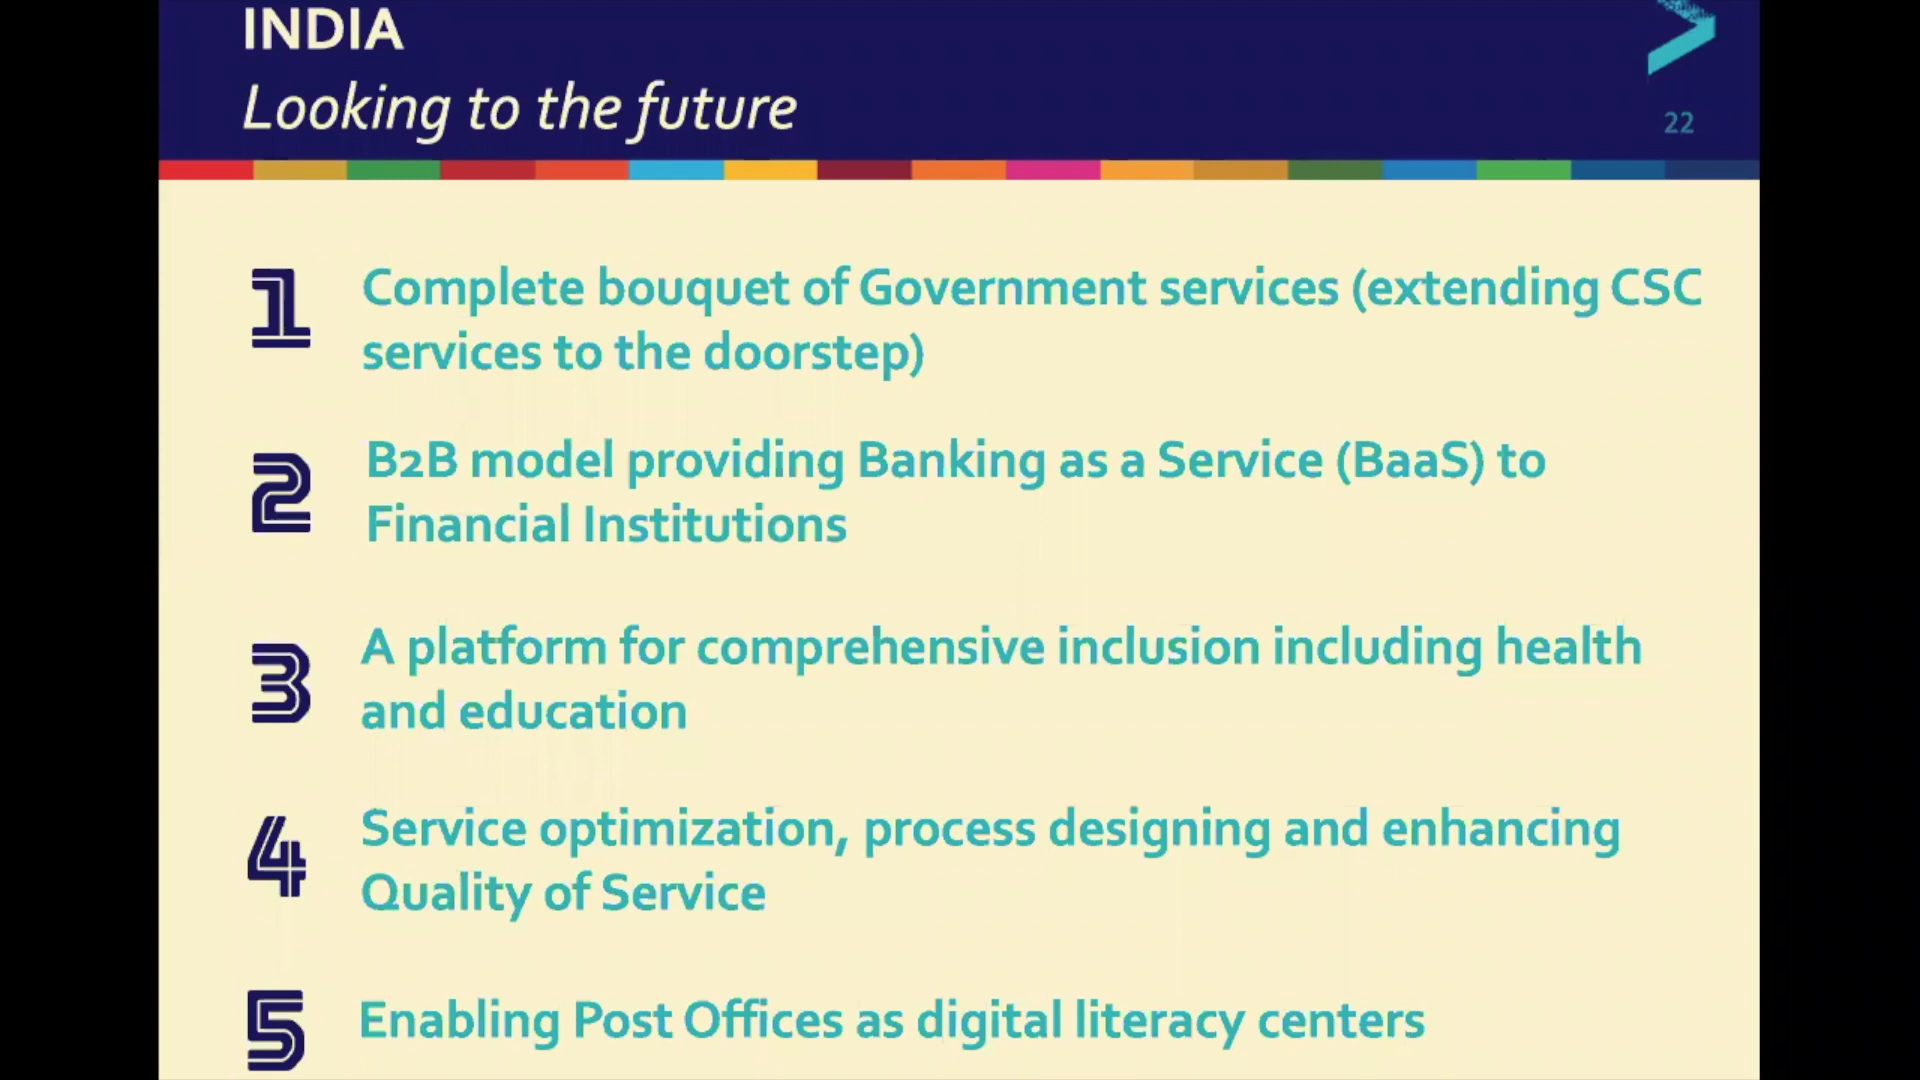 INDIA
Looking to the future
22
1
Complete bouquet of Government services (extending CSC
services to the doorstep)
2
B2B model providing Banking as a Service (BaaS) to
Financial Institutions
3
A platform for comprehensive inclusion including health
and education
4
Service optimization, process designing and enhancing
Quality of Service
5
Enabling Post Offices as digital literacy centers